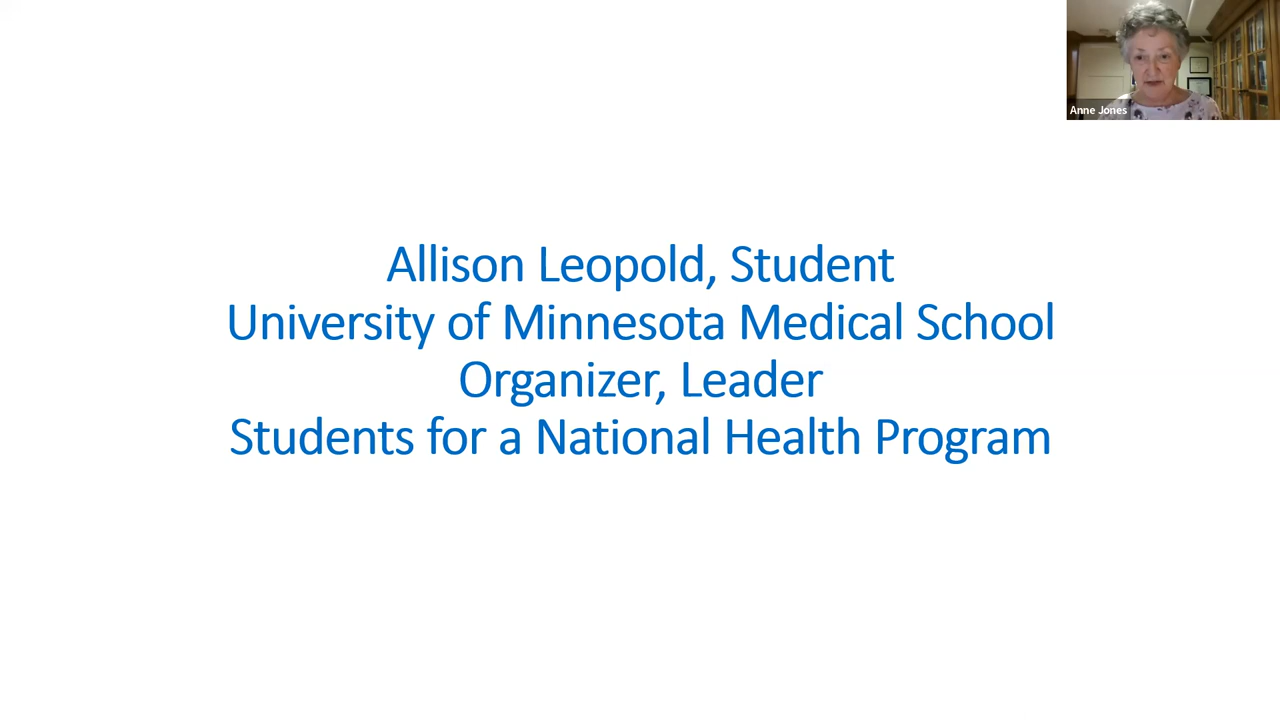 Anne Jones
Allison Leopold, Student
University of Minnesota Medical School
Organizer, Leader
Students for a National Health Program